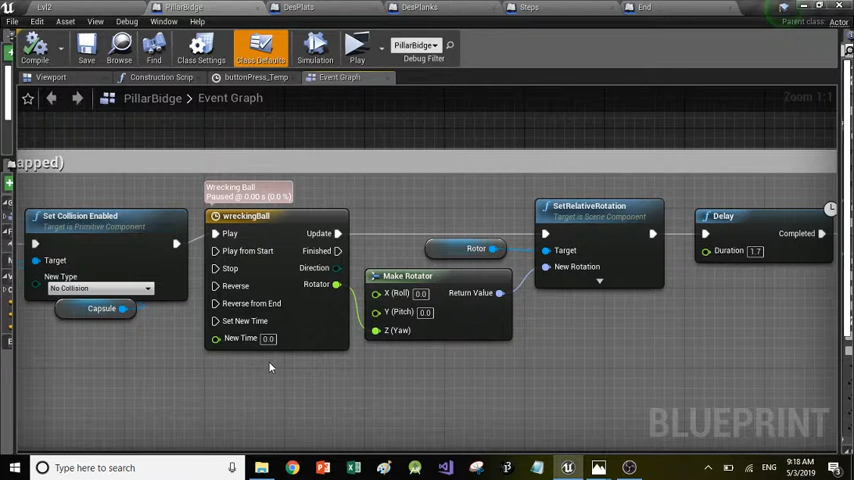 Lvl2
PillarBidge
DesPlats
DesPlanks
Steps
End
File
Edit
Asset
View
Debug
Window
Help
Parent class:
Actor
Compile
Save
Browse
Find
Class Settings
Class Defaults
Simulation
Play
PillarBidge
Debug Filter
Viewport
Construction Scrip
buttonPress_Temp
Event Graph
PillarBidge
Event Graph
Zoom 1:1
apped)
Wrecking Ball
Paused @ 0.00 s (0.0 %)
Set Collision Enabled
Target is Primitive Component
Target
New Type
No Collision
Capsule
wreckingBall
Play
Update
Play from Start
Finished
Stop
Direction
Reverse
Rotator
Reverse from End
Set New Time
New Time 0.0
Rotor
Make Rotator
X (Roll) 0.0
Return Value
Y (Pitch) 0.0
Z (Yaw)
SetRelativeRotation
Target is Scene Component
Target
New Rotation
Delay
Completed
Duration 1.7
BLUEPRINT
Type here to search
ENG
9:18 AM
5/3/2019